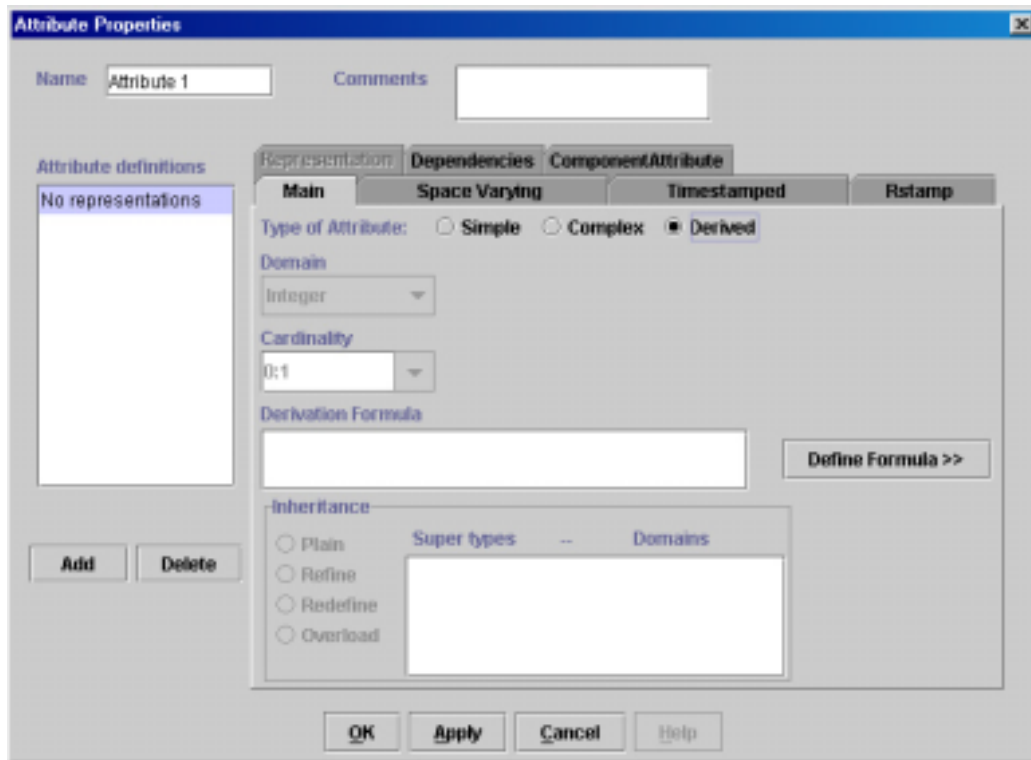 Attribute Properties
Name Attribute 1 Comments
Attribute definitions
No representations
Add Delete
Representation Dependencies ComponentAttribute
Main Space Varying Timestamped Rstamp
Type of Attribute: Simple Complex Derived
Domain
Integer
Cardinality
0:1
Derivation Formula
Define Formula >>
Inheritance
Plain
Refine
Redefine
Overload
Super types -- Domains
OK Apply Cancel Help